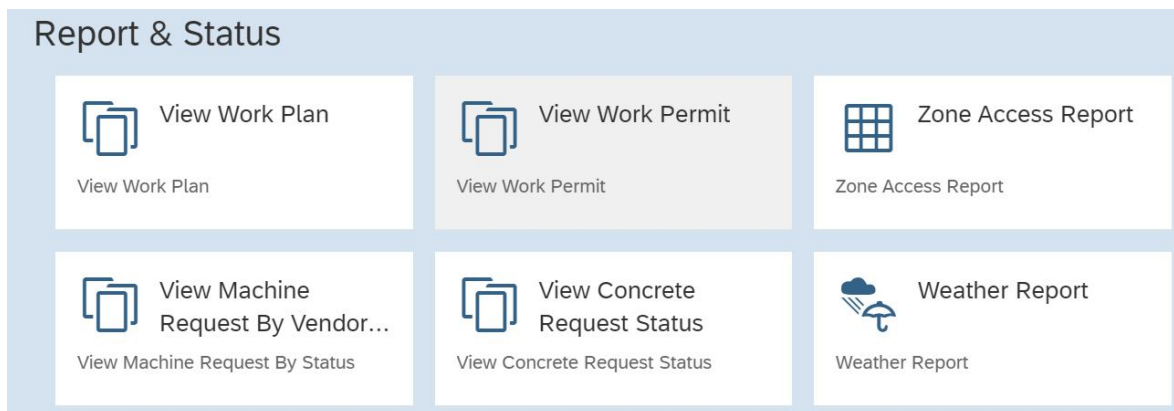 Report & Status
View Work Plan
View Work Plan
View Work Permit
View Work Permit
Zone Access Report
Zone Access Report
View Machine
Request By Vendor...
View Machine Request By Status
View Concrete
Request Status
View Concrete Request Status
Weather Report
Weather Report